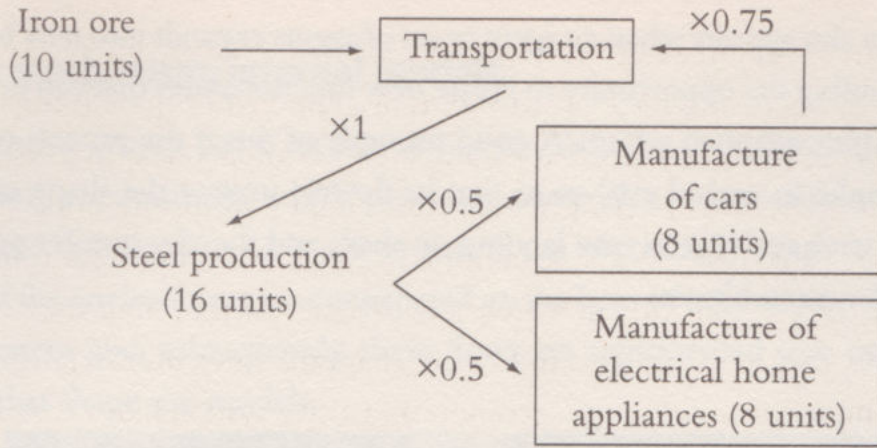 Iron ore
(10 units)
Transportation
×0.75
×1
Manufacture
of cars
(8 units)
×0.5
Steel production
(16 units)
×0.5
Manufacture of
electrical home
appliances (8 units)